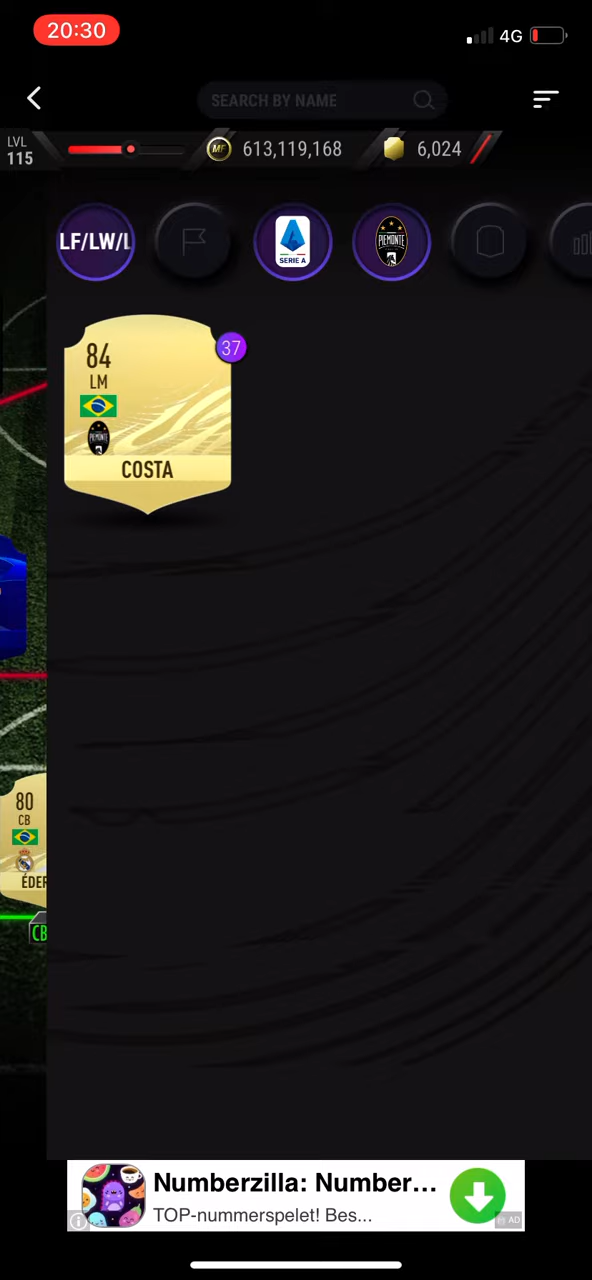 20:30
4G
SEARCH BY NAME
LVL
115
MF
613,119,168
6,024
LF/LW/L
SERIE A
PIEMONTE
84
LM
PIEMONTE
COSTA
37
80
CB
ÉDER
CB
Numberzilla: Number...
TOP-nummerspelet! Bes...
AD